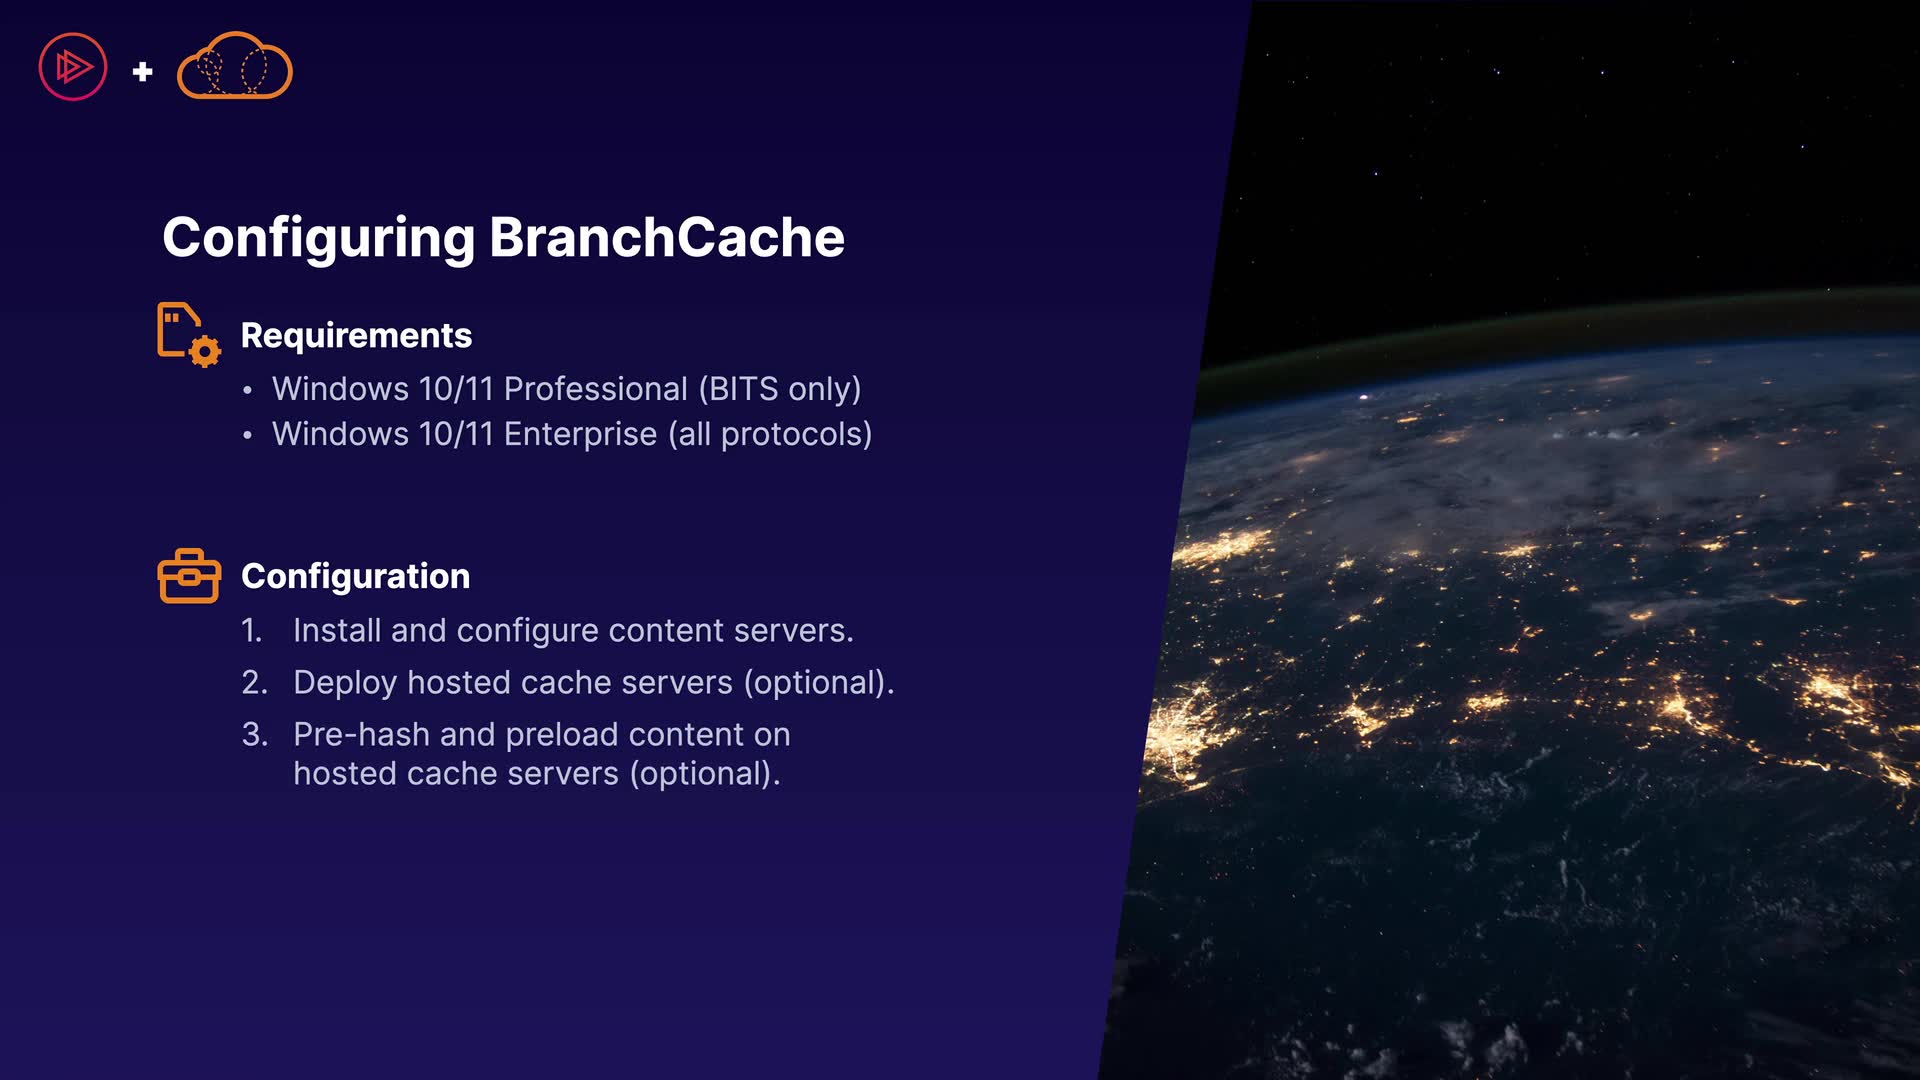 Configuring BranchCache
Requirements
• Windows 10/11 Professional (BITS only)
• Windows 10/11 Enterprise (all protocols)
Configuration
1. Install and configure content servers.
2. Deploy hosted cache servers (optional).
3. Pre-hash and preload content on
hosted cache servers (optional).